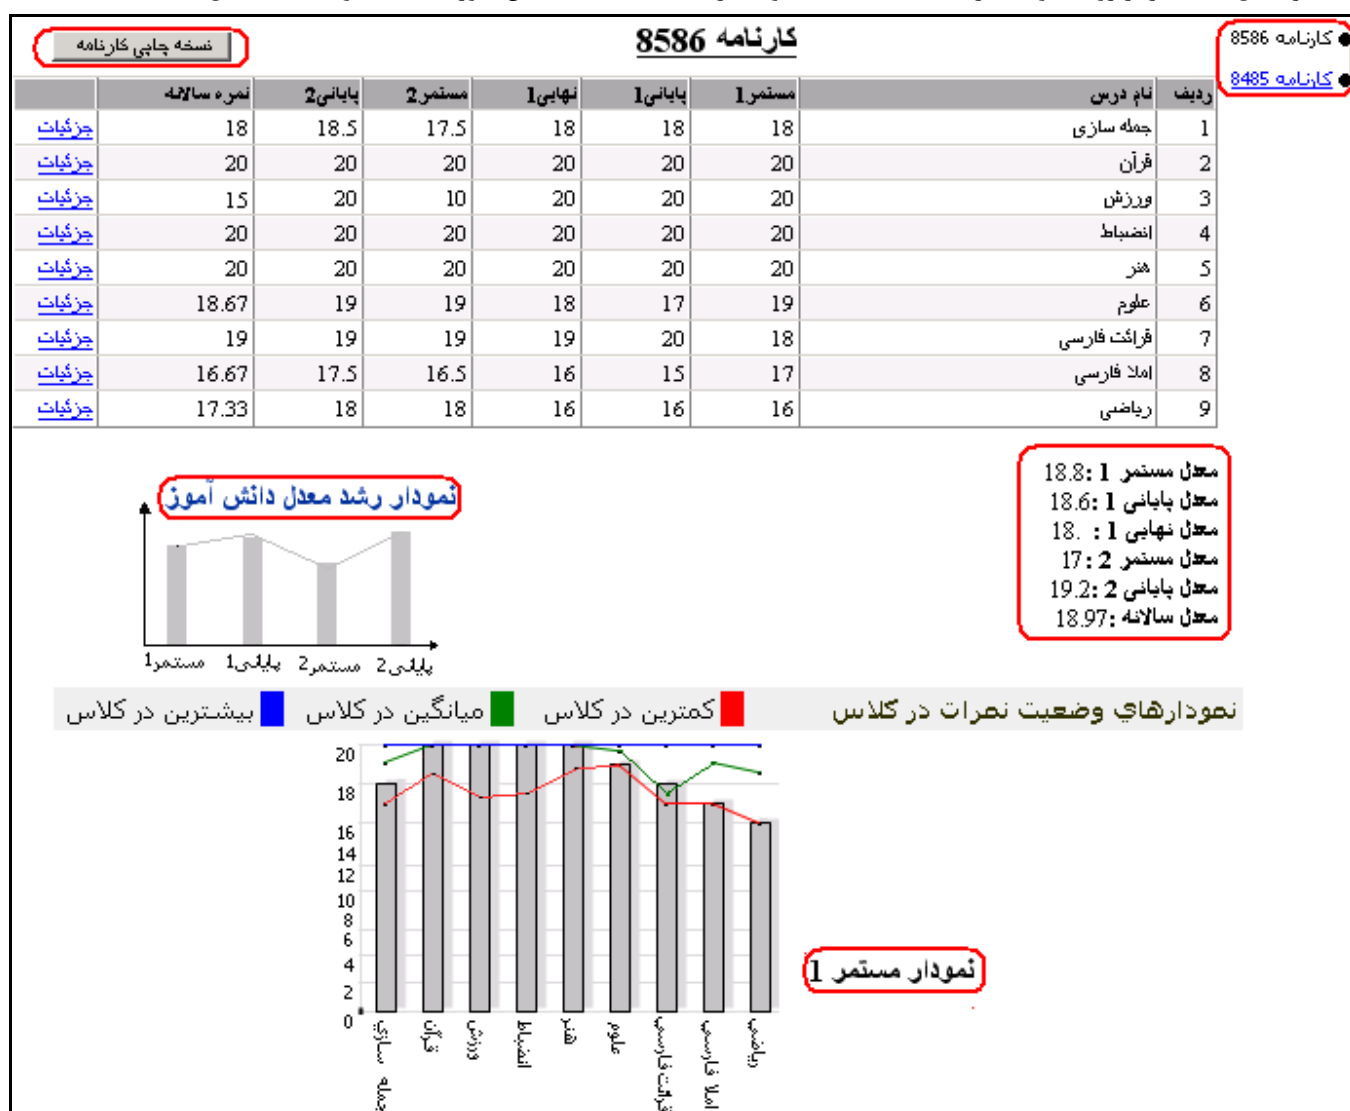 کارنامه 8586
نسخه چاپی کارنامه
● کارنامه 8586
● کارنامه 8485
ردیف نام درس مستمر1 پایانی1 نهایی1 مستمر2 پایانی2 نمره سالانه
1 جمله سازی 18 18 18 17.5 18.5 18 جزئیات
2 قرآن 20 20 20 20 20 20 جزئیات
3 ورزش 20 20 20 10 20 15 جزئیات
4 انضباط 20 20 20 20 20 20 جزئیات
5 هنر 20 20 20 20 20 20 جزئیات
6 علوم 19 17 18 19 19 18.67 جزئیات
7 قرائت فارسی 18 20 19 19 19 19 جزئیات
8 املا فارسی 17 15 16 16.5 17.5 16.67 جزئیات
9 ریاضی 16 16 16 18 18 17.33 جزئیات
معدل مستمر 1 :18.8
معدل پایانی 1 :18.6
معدل نهایی 1 : .18
معدل مستمر 2 :17
معدل پایانی 2 :19.2
معدل سالانه :18.97
نمودار رشد معدل دانش آموز
مستمر1 پایانی1 مستمر2 پایانی2
نمودارهاي وضعیت نمرات در کلاس کمترین در کلاس میانگین در کلاس بیشترین در کلاس
20
18
16
14
12
10
8
6
4
2
0
نمودار مستمر 1
جمله سازي قرآن ورزش انضباط هنر علوم قرائت فارسی املا فارسی ریاضی